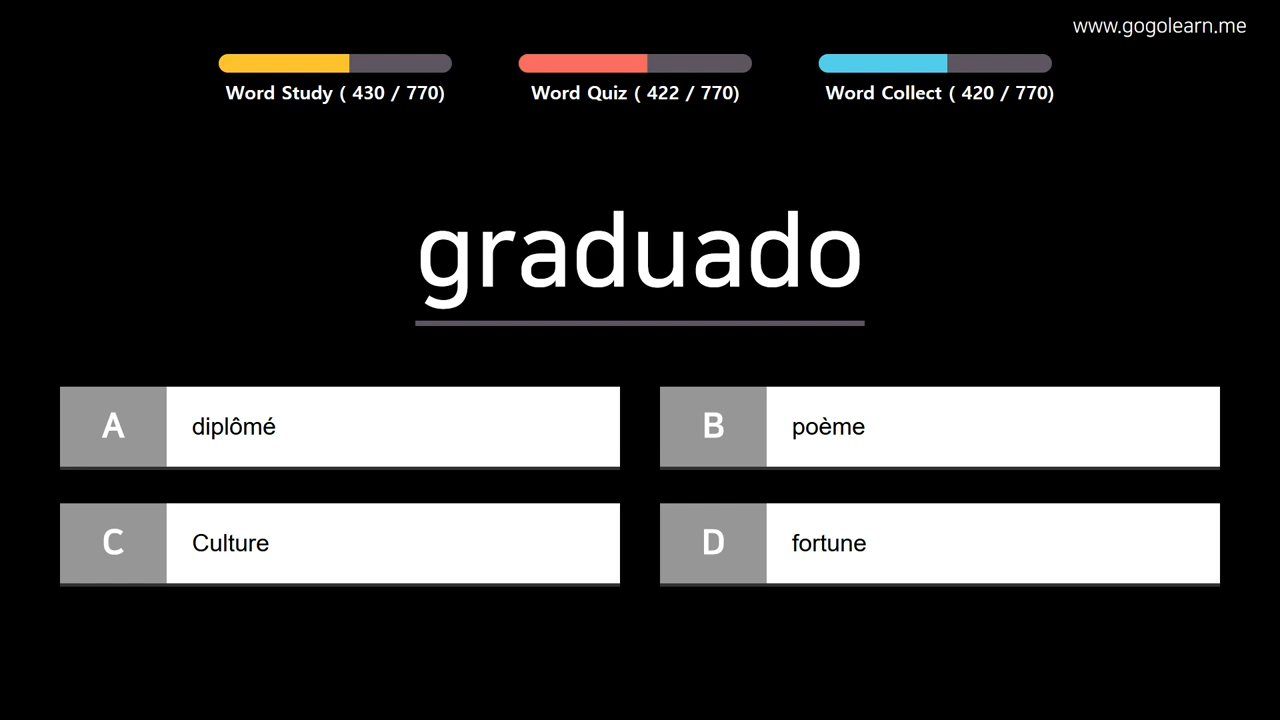 www.gogolearn.me
Word Study ( 430 / 770)
Word Quiz ( 422 / 770)
Word Collect ( 420 / 770)
graduado
A diplômé
B poème
C Culture
D fortune